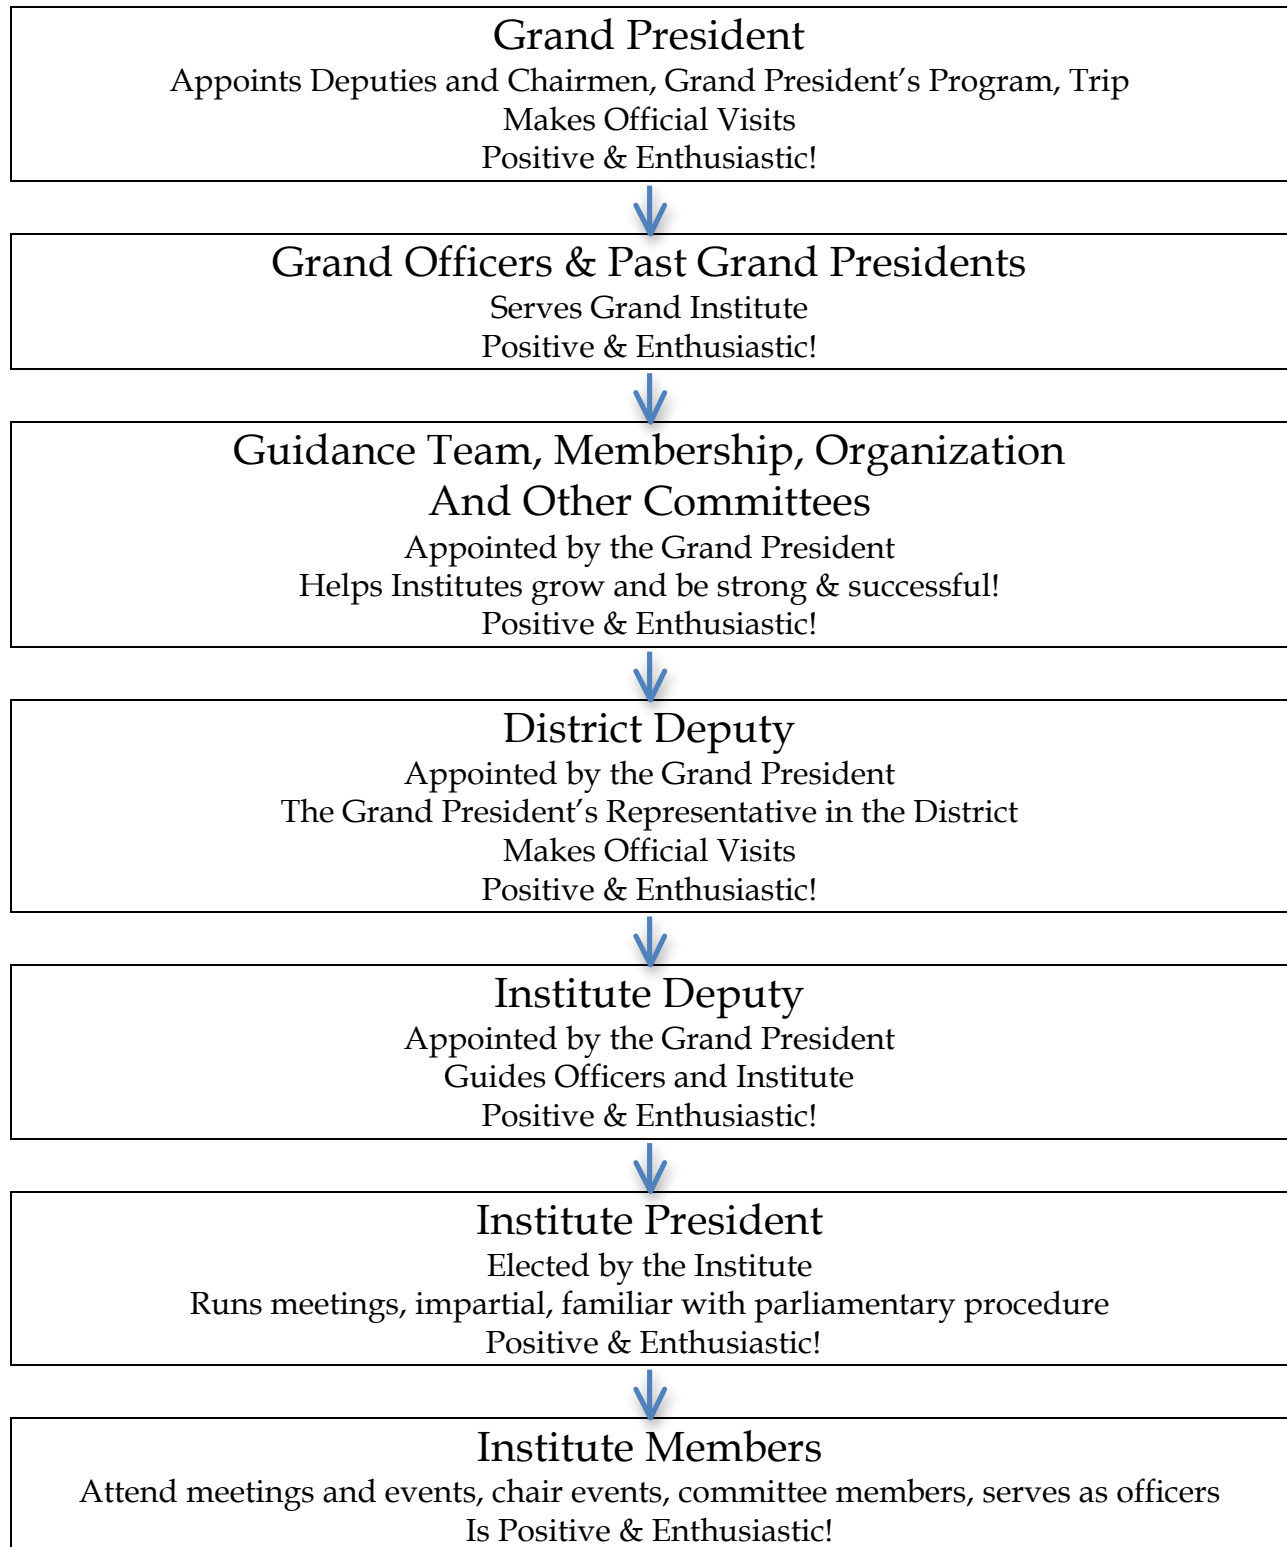 Grand President
Appoints Deputies and Chairmen, Grand President’s Program, Trip
Makes Official Visits
Positive & Enthusiastic!
Grand Officers & Past Grand Presidents
Serves Grand Institute
Positive & Enthusiastic!
Guidance Team, Membership, Organization
And Other Committees
Appointed by the Grand President
Helps Institutes grow and be strong & successful!
Positive & Enthusiastic!
District Deputy
Appointed by the Grand President
The Grand President’s Representative in the District
Makes Official Visits
Positive & Enthusiastic!
Institute Deputy
Appointed by the Grand President
Guides Officers and Institute
Positive & Enthusiastic!
Institute President
Elected by the Institute
Runs meetings, impartial, familiar with parliamentary procedure
Positive & Enthusiastic!
Institute Members
Attend meetings and events, chair events, committee members, serves as officers
Is Positive & Enthusiastic!